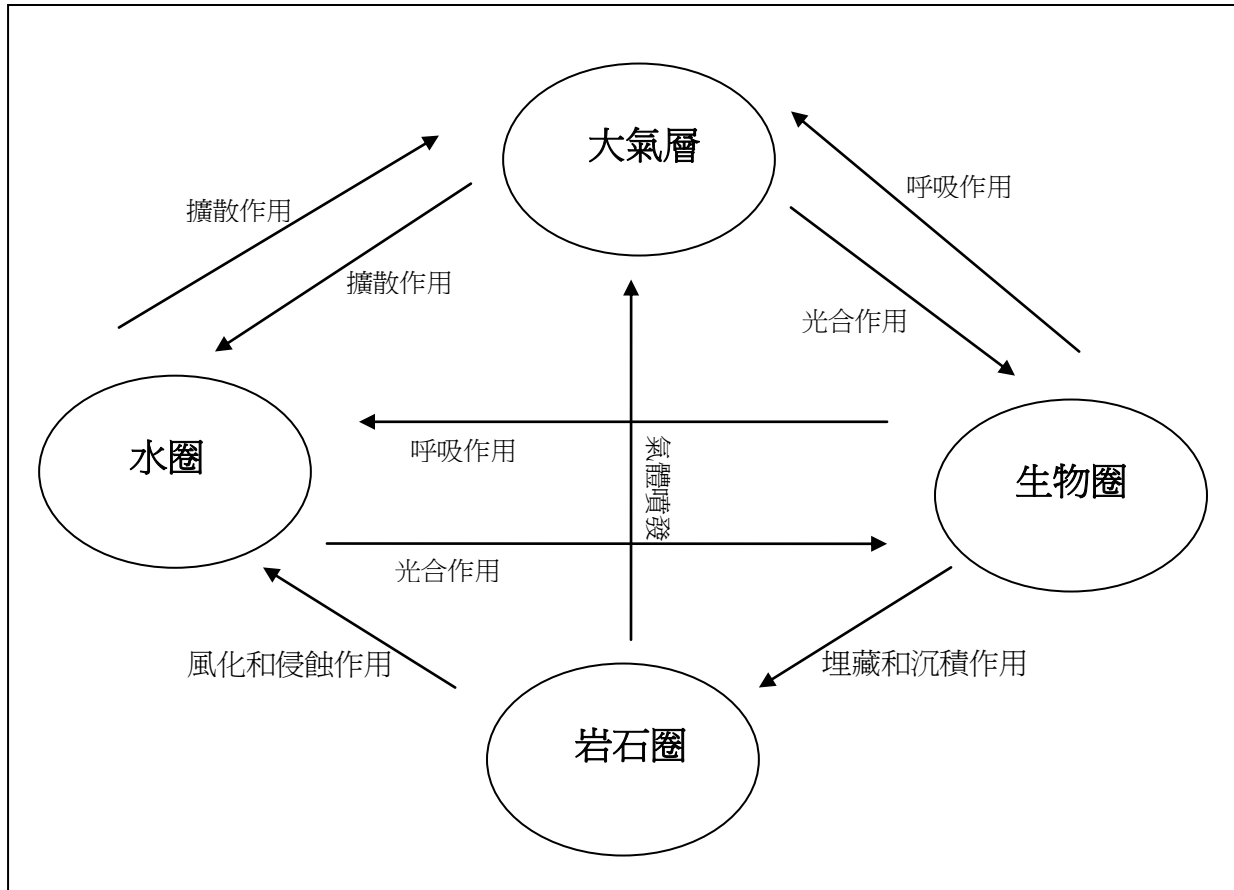 大氣層
呼吸作用
擴散作用
擴散作用
光合作用
水圈
呼吸作用
氣體噴發
生物圈
光合作用
風化和侵蝕作用
埋藏和沉積作用
岩石圈